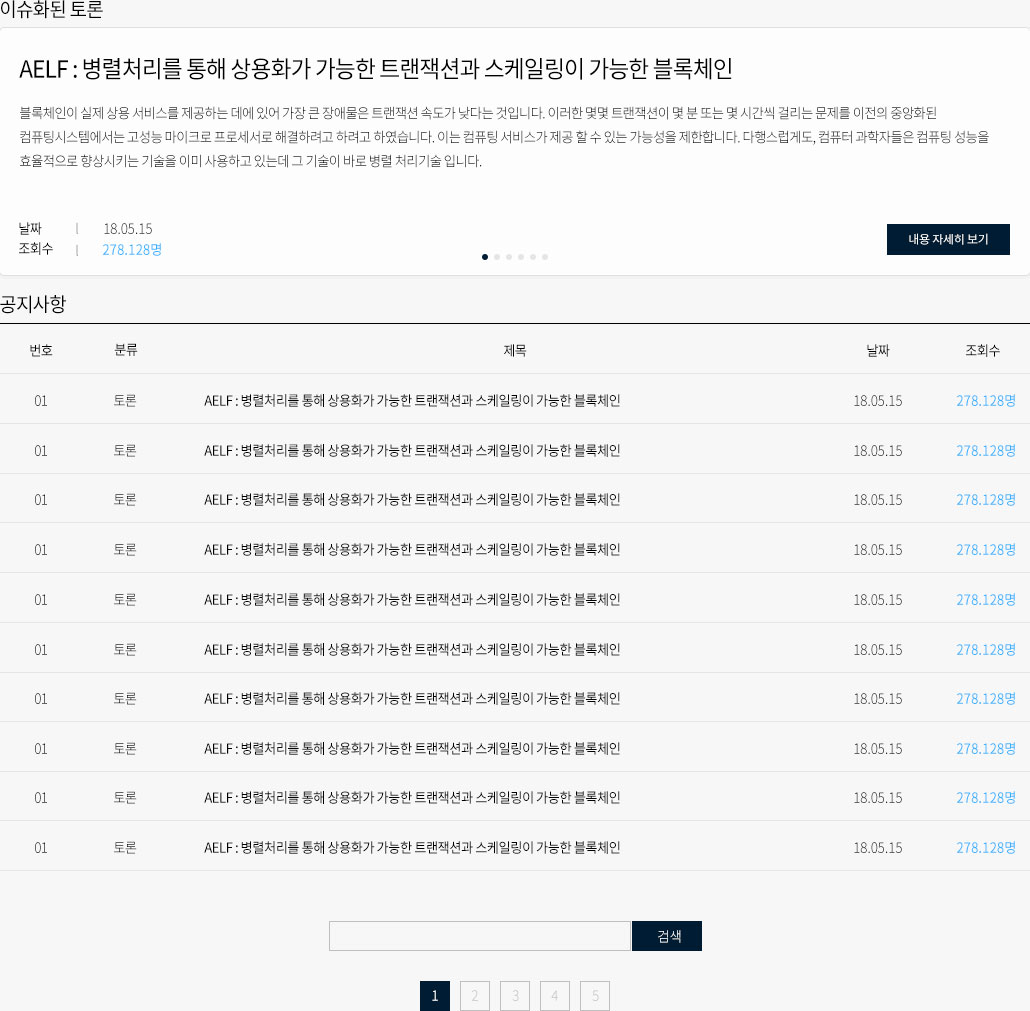 이슈화된 토론
AELF : 병렬처리를 통해 상용화가 가능한 트랜잭션과 스케일링이 가능한 블록체인
블록체인이 실제 상용 서비스를 제공하는 데에 있어 가장 큰 장애물은 트랜잭션 속도가 낮다는 것입니다. 이러한 몇몇 트랜잭션이 몇 분 또는 몇 시간씩 걸리는 문제를 이전의 중앙화된
컴퓨팅시스템에서는 고성능 마이크로 프로세서로 해결하려고 하려고 하였습니다. 이는 컴퓨팅 서비스가 제공 할 수 있는 가능성을 제한합니다. 다행스럽게도, 컴퓨터 과학자들은 컴퓨팅 성능을
효율적으로 향상시키는 기술을 이미 사용하고 있는데 그 기술이 바로 병렬 처리기술 입니다.
날짜 | 18.05.15
조회수 | 278.128명
내용 자세히 보기
공지사항
번호 분류 제목 날짜 조회수
01 토론 AELF : 병렬처리를 통해 상용화가 가능한 트랜잭션과 스케일링이 가능한 블록체인 18.05.15 278.128명
01 토론 AELF : 병렬처리를 통해 상용화가 가능한 트랜잭션과 스케일링이 가능한 블록체인 18.05.15 278.128명
01 토론 AELF : 병렬처리를 통해 상용화가 가능한 트랜잭션과 스케일링이 가능한 블록체인 18.05.15 278.128명
01 토론 AELF : 병렬처리를 통해 상용화가 가능한 트랜잭션과 스케일링이 가능한 블록체인 18.05.15 278.128명
01 토론 AELF : 병렬처리를 통해 상용화가 가능한 트랜잭션과 스케일링이 가능한 블록체인 18.05.15 278.128명
01 토론 AELF : 병렬처리를 통해 상용화가 가능한 트랜잭션과 스케일링이 가능한 블록체인 18.05.15 278.128명
01 토론 AELF : 병렬처리를 통해 상용화가 가능한 트랜잭션과 스케일링이 가능한 블록체인 18.05.15 278.128명
01 토론 AELF : 병렬처리를 통해 상용화가 가능한 트랜잭션과 스케일링이 가능한 블록체인 18.05.15 278.128명
01 토론 AELF : 병렬처리를 통해 상용화가 가능한 트랜잭션과 스케일링이 가능한 블록체인 18.05.15 278.128명
01 토론 AELF : 병렬처리를 통해 상용화가 가능한 트랜잭션과 스케일링이 가능한 블록체인 18.05.15 278.128명
검색
1 2 3 4 5